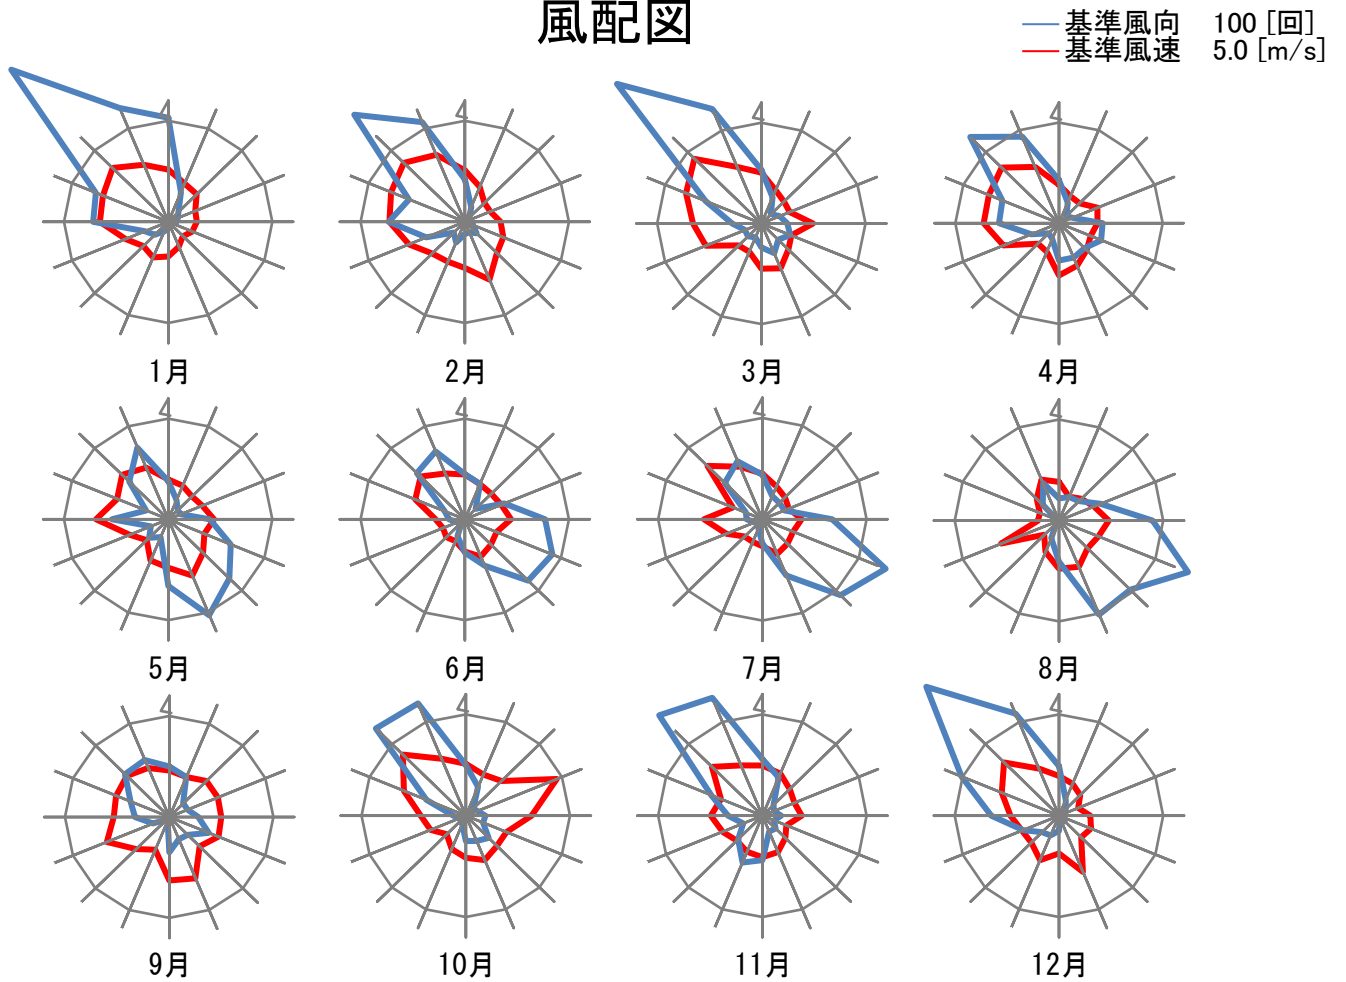 風配図
基準風向 100 [回]
基準風速 5.0 [m/s]
1月
2月
3月
4月
5月
6月
7月
8月
9月
10月
11月
12月